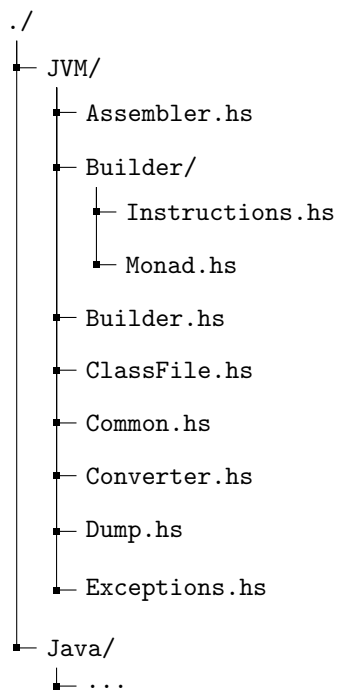 ./
JVM/
Assembler.hs
Builder/
Instructions.hs
Monad.hs
Builder.hs
ClassFile.hs
Common.hs
Converter.hs
Dump.hs
Exceptions.hs
Java/
...